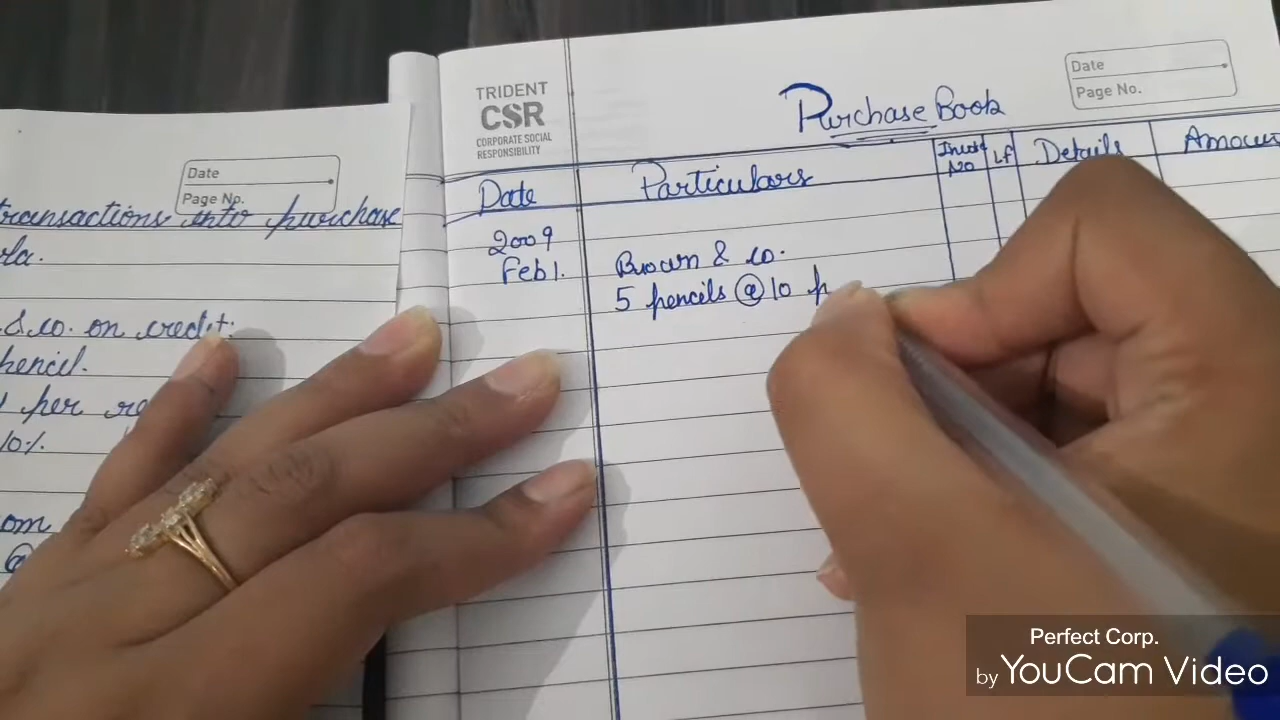 Date
Page No.
transactions into purchase
& co. on credit:
pencil.
per
10%
@
TRIDENT
CSR
CORPORATE SOCIAL
RESPONSIBILITY
Date
Page No.
Purchase Book
Date Particulars LF Details
2009
Feb 1. Brown & co.
5 pencils @ 10 p
Perfect Corp.
by YouCam Video